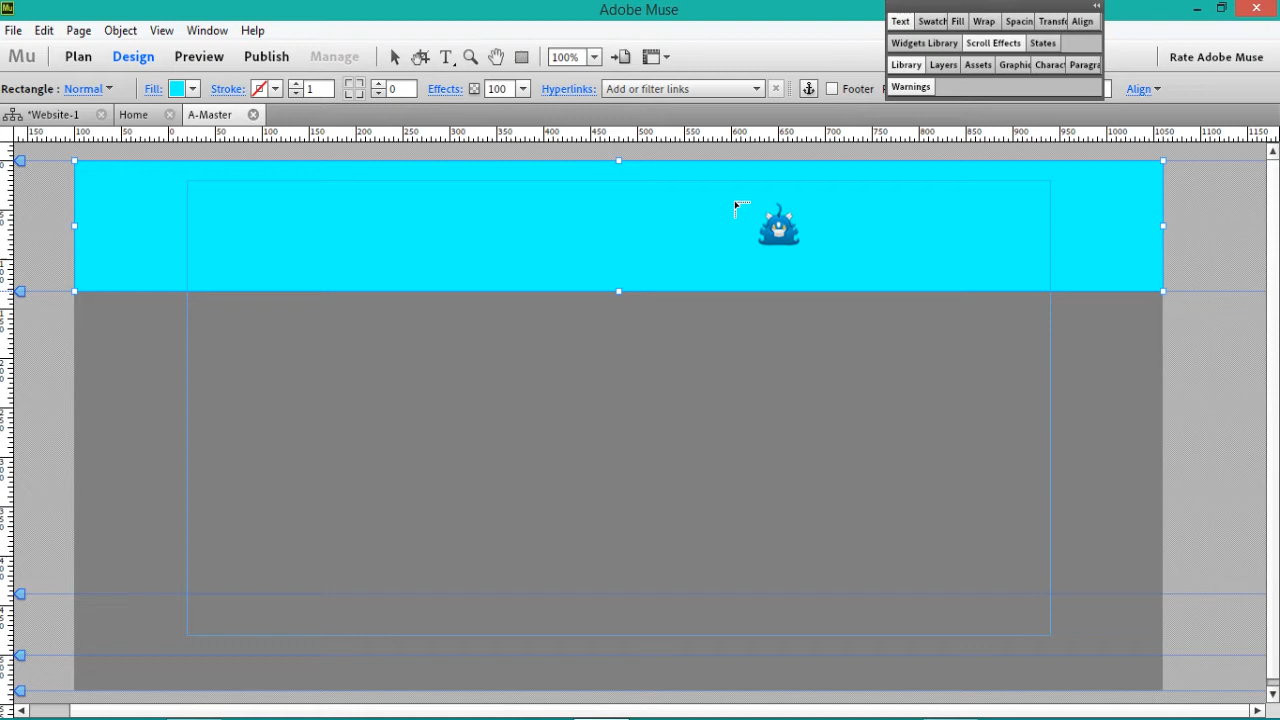 Mu
Adobe Muse
File Edit Page Object View Window Help
Mu Plan Design Preview Publish Manage 100% Rate Adobe Muse
Text Swatch Fill Wrap Spacin Transfo Align
Widgets Library Scroll Effects States
Library Layers Assets Graphic Charac Paragra
Warnings
Rectangle : Normal Fill: Stroke: 1 0 Effects: 100 Hyperlinks: Add or filter links Footer Align
*Website-1 Home A-Master
150 100 50 0 50 100 150 200 250 300 350 400 450 500 550 600 650 700 750 800 850 900 950 1000 1050 1100 1150